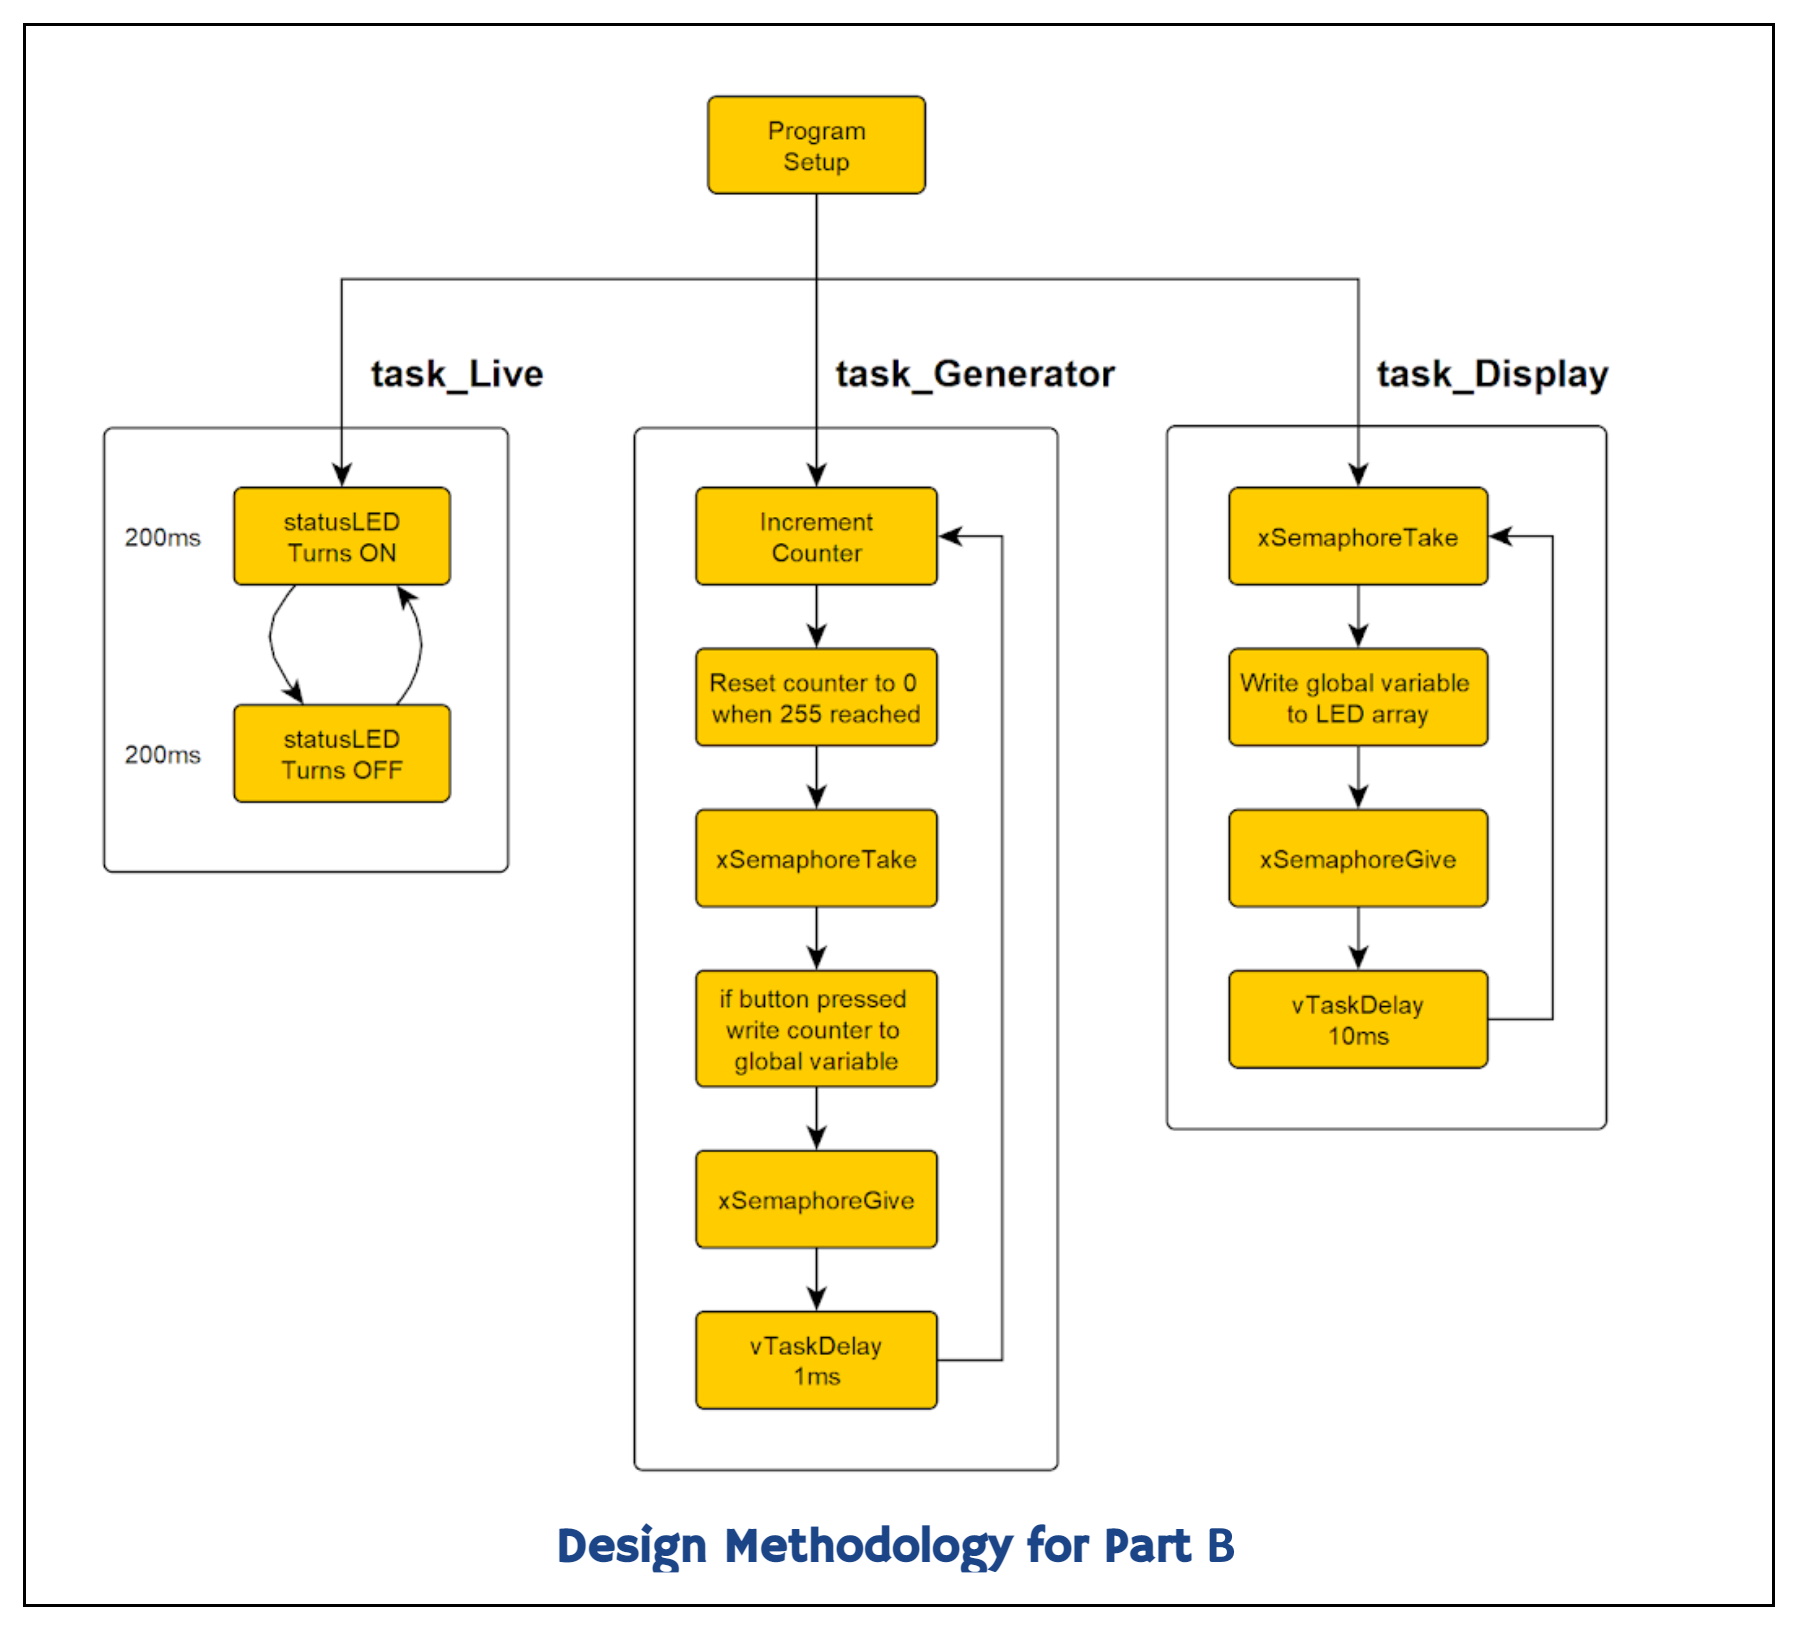 Program
Setup
task_Live
200ms
statusLED
Turns ON
200ms
statusLED
Turns OFF
task_Generator
Increment
Counter
Reset counter to 0
when 255 reached
xSemaphoreTake
if button pressed
write counter to
global variable
xSemaphoreGive
vTaskDelay
1ms
task_Display
xSemaphoreTake
Write global variable
to LED array
xSemaphoreGive
vTaskDelay
10ms
Design Methodology for Part B